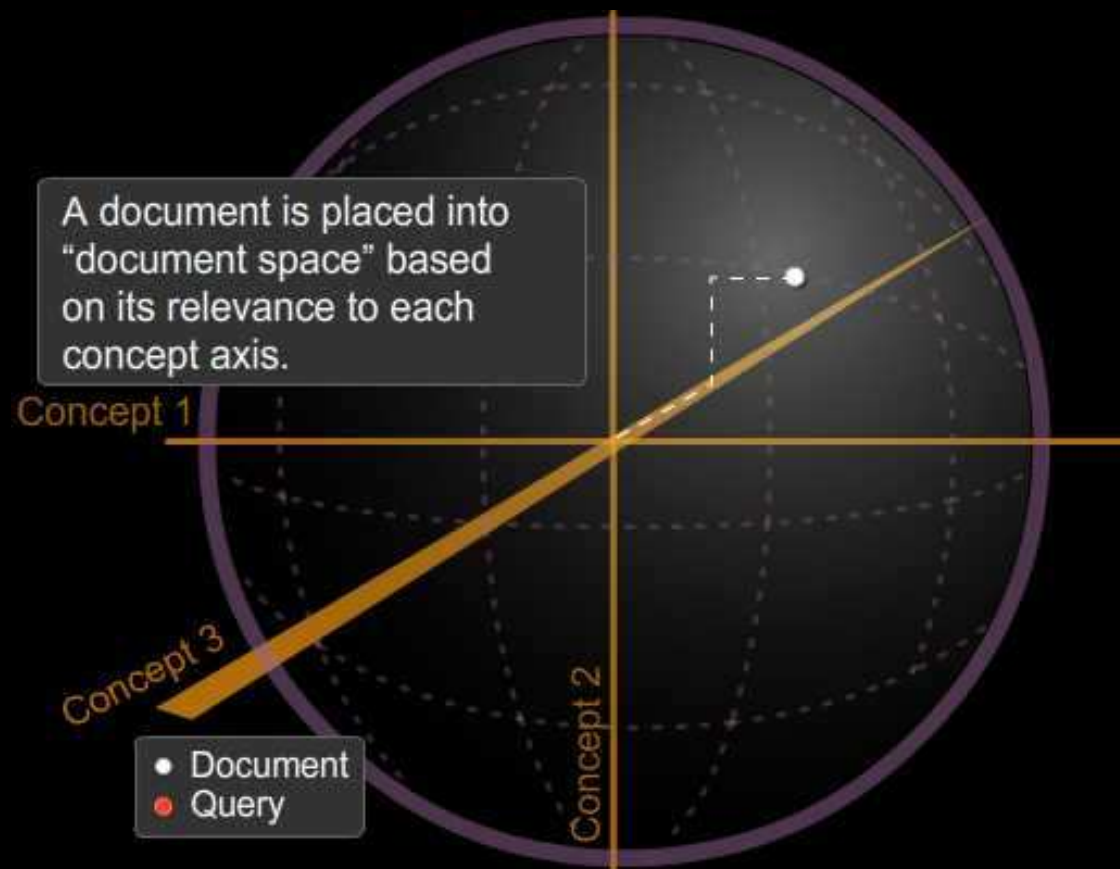 A document is placed into
“document space” based
on its relevance to each
concept axis.
Concept 1
Concept 3
Concept 2
Document
Query